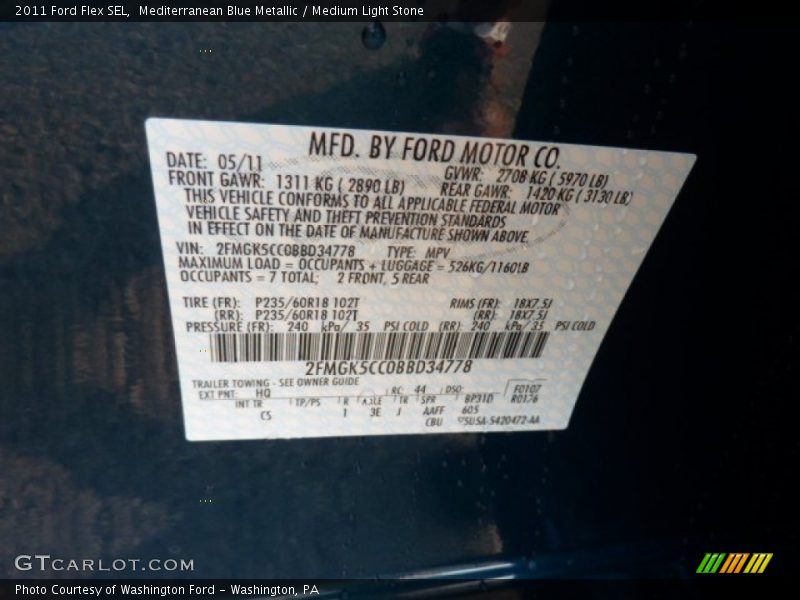 2011 Ford Flex SEL, Mediterranean Blue Metallic / Medium Light Stone
MFD. BY FORD MOTOR CO.
DATE: 05/11 GVWR: 2708 KG ( 5970 LB)
FRONT GAWR: 1311 KG ( 2890 LB) REAR GAWR: 1420 KG ( 3130 LB)
THIS VEHICLE CONFORMS TO ALL APPLICABLE FEDERAL MOTOR
VEHICLE SAFETY AND THEFT PREVENTION STANDARDS
IN EFFECT ON THE DATE OF MANUFACTURE SHOWN ABOVE.
VIN: 2FMGK5CC0BBD34778 TYPE: MPV
MAXIMUM LOAD = OCCUPANTS + LUGGAGE = 526KG/1160LB
OCCUPANTS = 7 TOTAL; 2 FRONT, 5 REAR
TIRE (FR): P235/60R18 102T RIMS (FR): 18X7.5J
(RR): P235/60R18 102T (RR): 18X7.5J
PRESSURE (FR): 240 kPa/ 35 PSI COLD (RR): 240 kPa/ 35 PSI COLD
2FMGK5CC0BBD34778
TRAILER TOWING - SEE OWNER GUIDE
EXT PNT: HQ RC: 44 DSO: F0107
INT TR TP/PS R AXLE TR SPR BP31D R0176
CS 1 3E J AAFF 605
CBU 5USA-5420472-AA
GTCARLOT.COM
Photo Courtesy of Washington Ford - Washington, PA